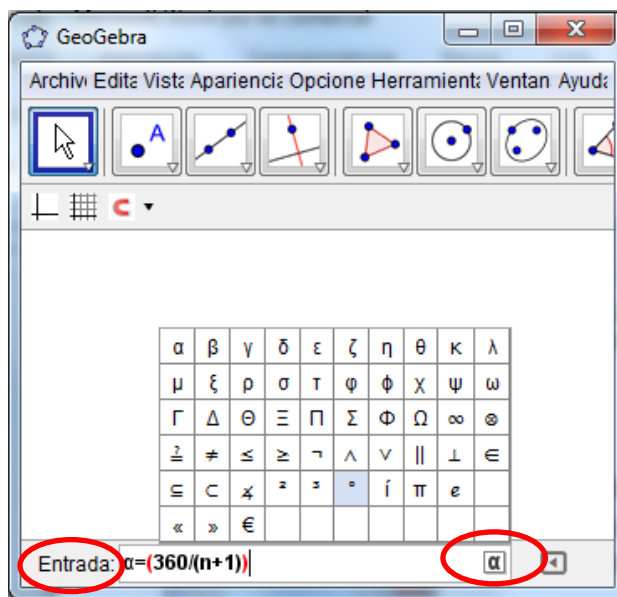 GeoGebra
Archiv Edita Vista Apariencia Opcione Herramienta Ventan Ayuda
A
α β γ δ ε ζ η θ κ λ
μ ξ ρ σ τ φ ϕ χ ψ ω
Γ Δ Θ Ξ Π Σ Φ Ω ∞ ⊗
≟ ≠ ≤ ≥ ¬ ∧ ∨ ∥ ⊥ ∈
⊆ ⊂ ∡ ² ³ ° í π ℯ
« » €
Entrada: α=(360/(n+1)) α